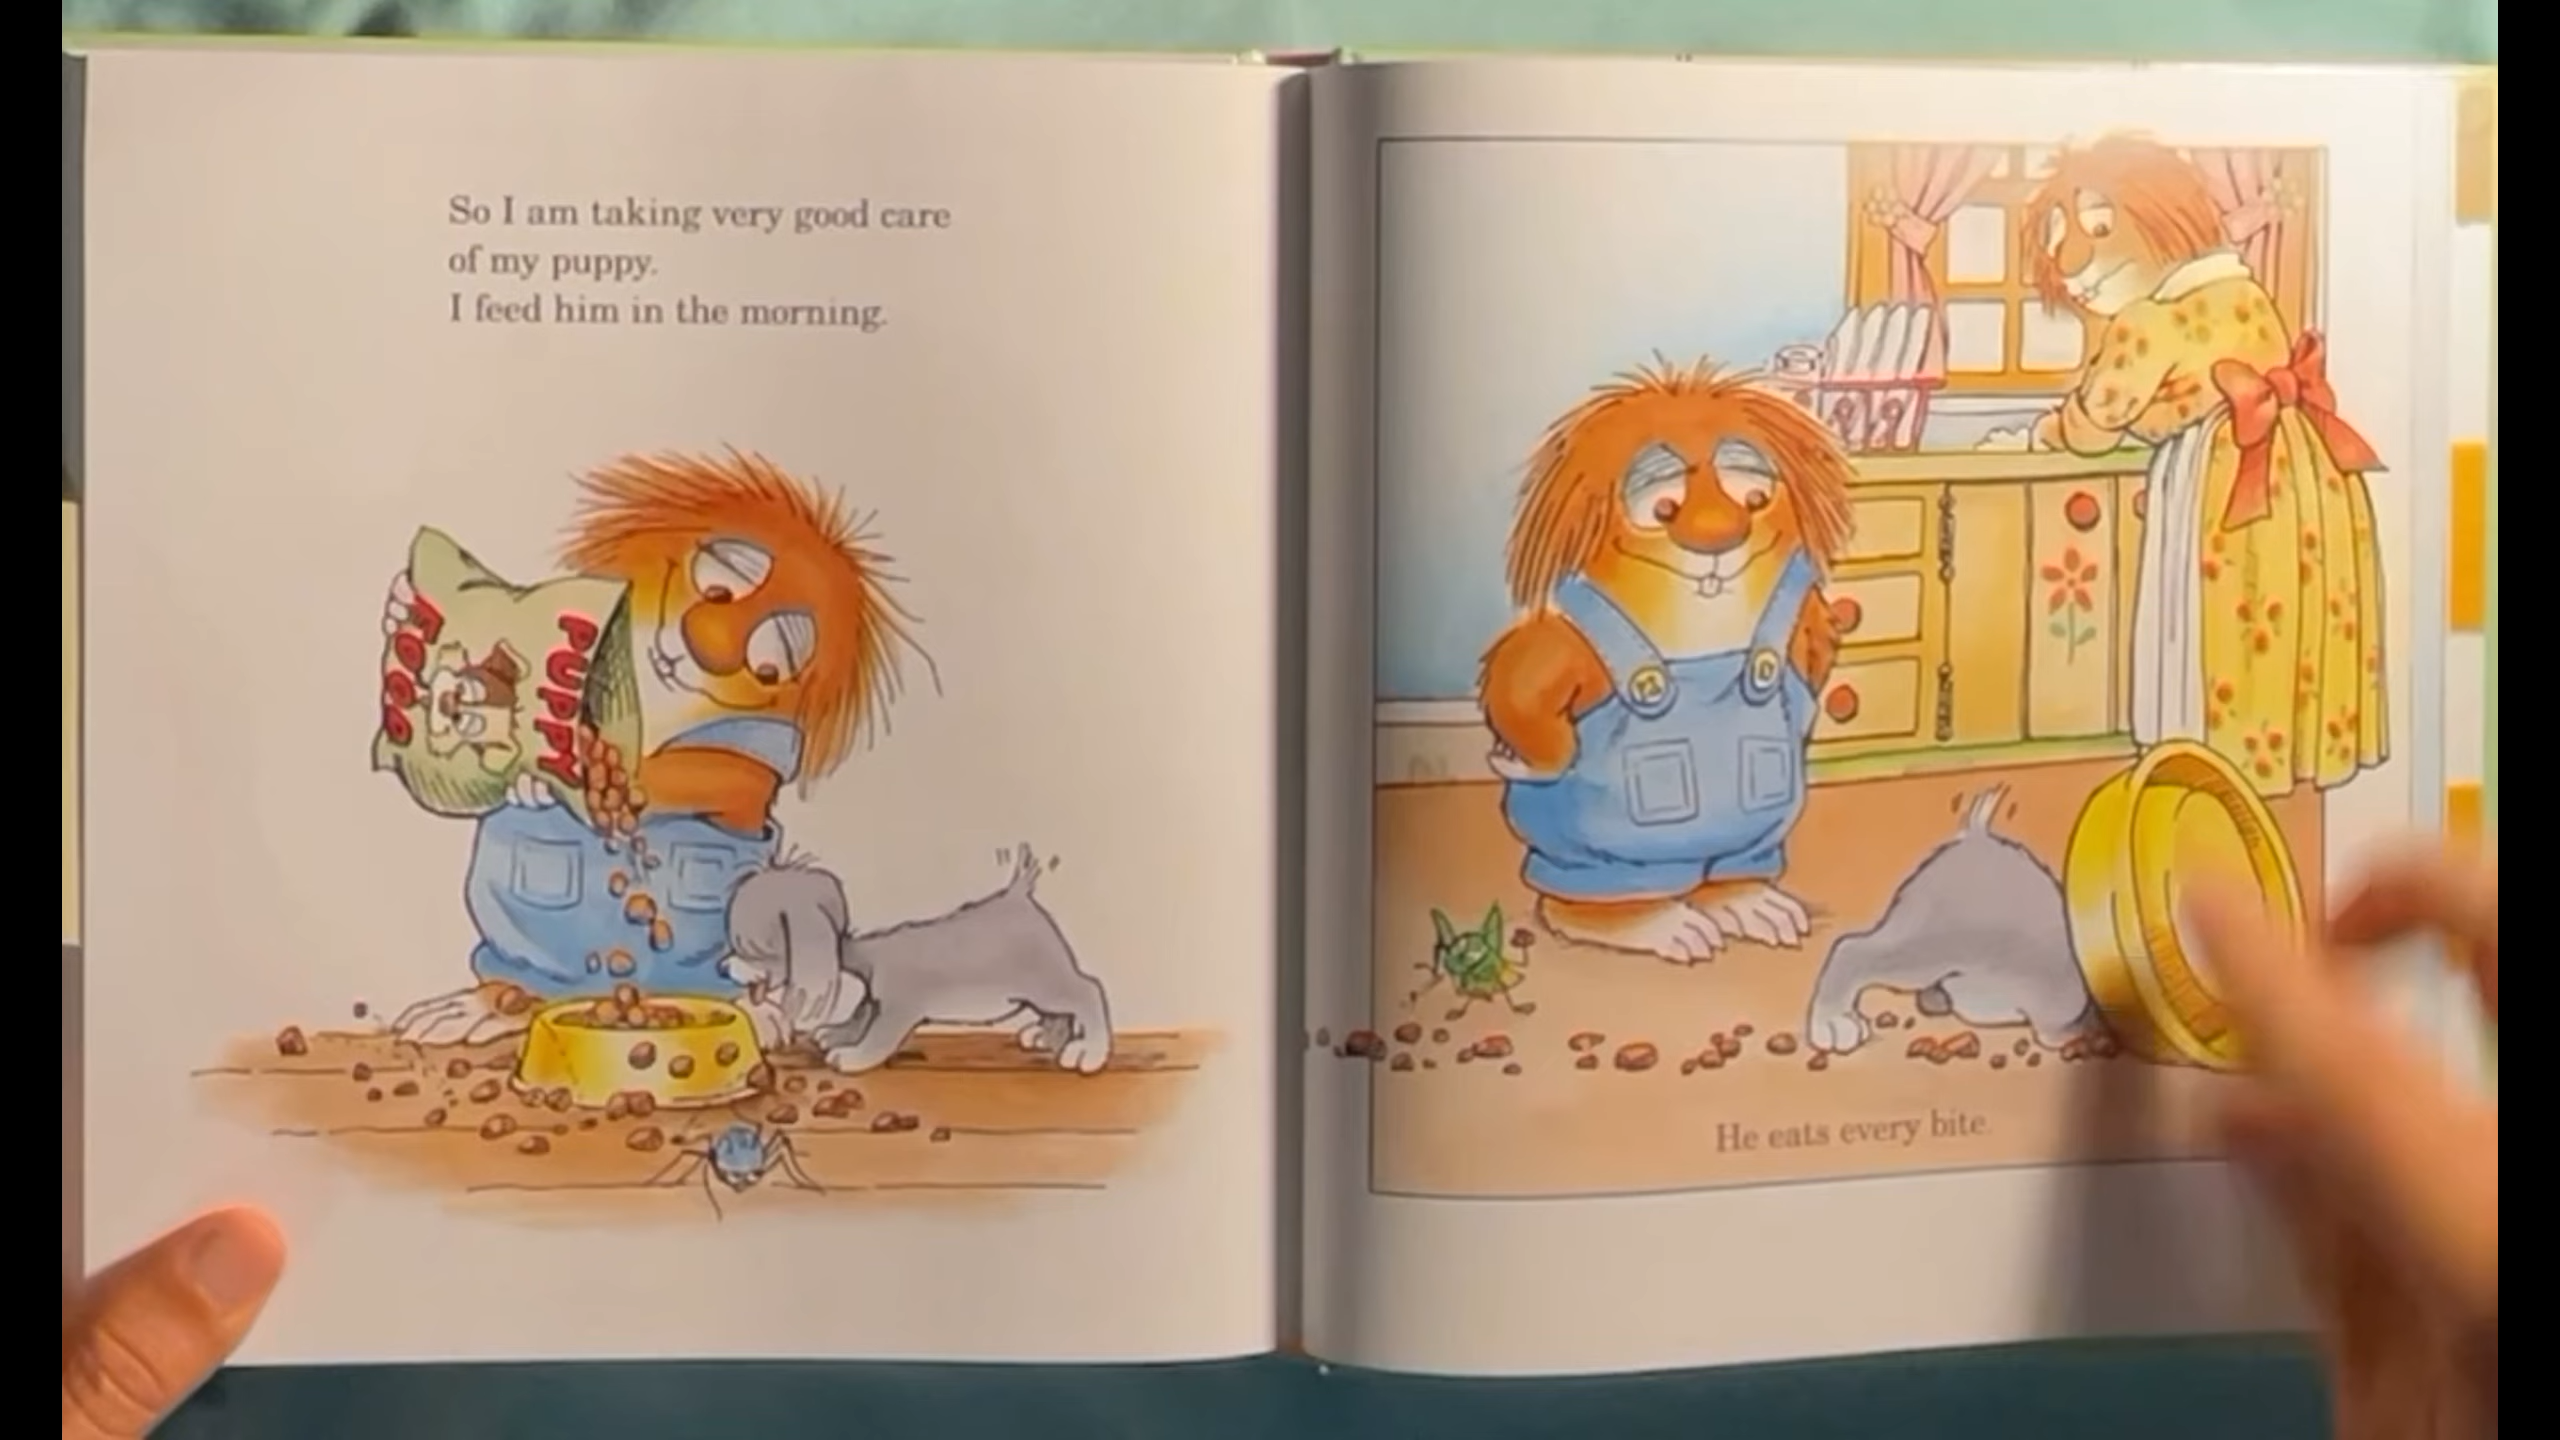 So I am taking very good care
of my puppy.
I feed him in the morning.
PUPPY
FOOD
He eats every bite.